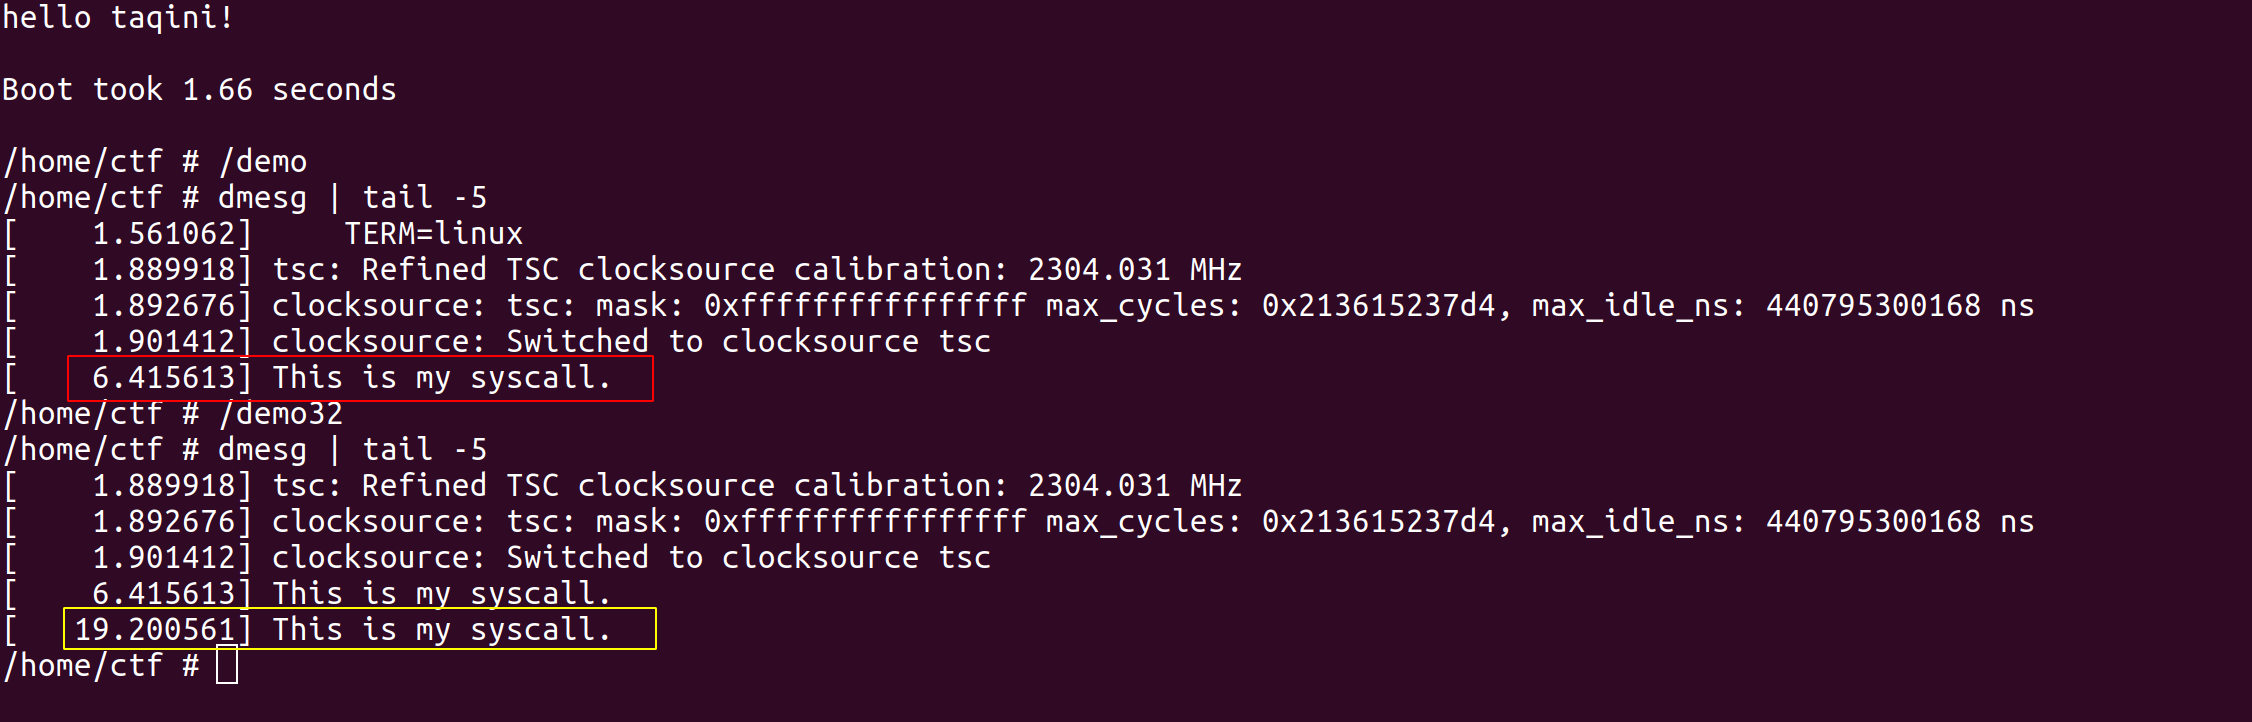 hello taqini!
Boot took 1.66 seconds
/home/ctf # /demo
/home/ctf # dmesg | tail -5
[    1.561062]     TERM=linux
[    1.889918] tsc: Refined TSC clocksource calibration: 2304.031 MHz
[    1.892676] clocksource: tsc: mask: 0xffffffffffffffff max_cycles: 0x213615237d4, max_idle_ns: 440795300168 ns
[    1.901412] clocksource: Switched to clocksource tsc
[    6.415613] This is my syscall.
/home/ctf # /demo32
/home/ctf # dmesg | tail -5
[    1.889918] tsc: Refined TSC clocksource calibration: 2304.031 MHz
[    1.892676] clocksource: tsc: mask: 0xffffffffffffffff max_cycles: 0x213615237d4, max_idle_ns: 440795300168 ns
[    1.901412] clocksource: Switched to clocksource tsc
[    6.415613] This is my syscall.
[   19.200561] This is my syscall.
/home/ctf #